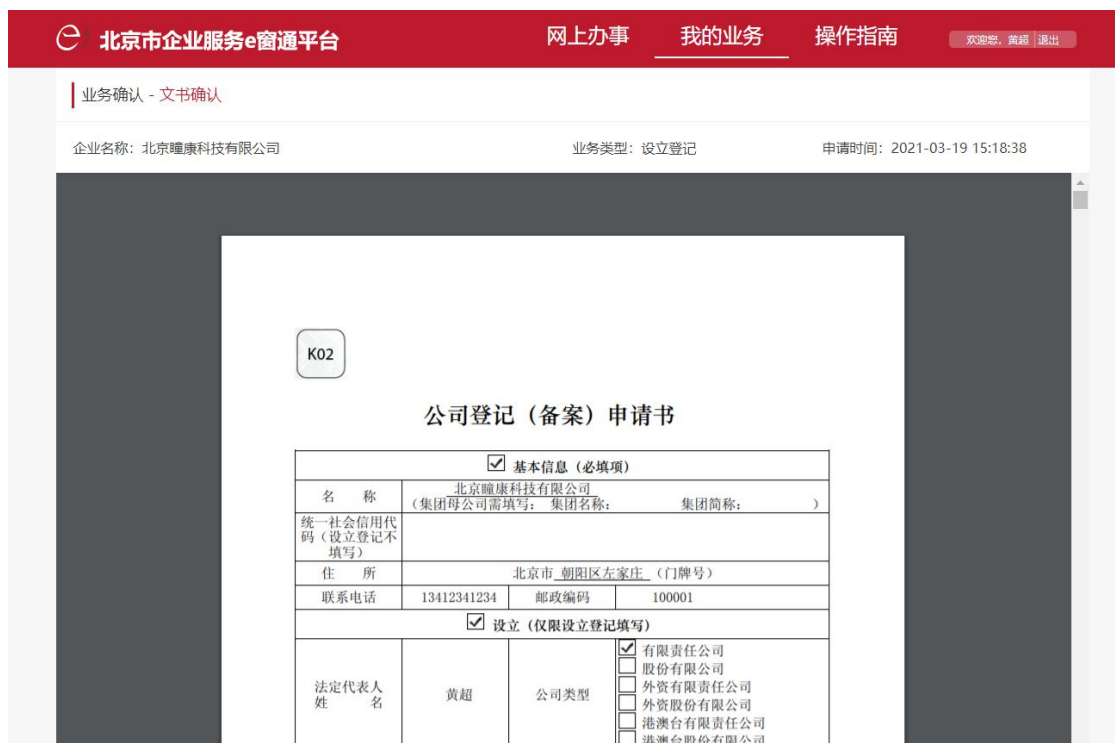 e 北京市企业服务e窗通平台 网上办事 我的业务 操作指南 欢迎您，黄超 退出
业务确认 - 文书确认
企业名称：北京瞳康科技有限公司 业务类型：设立登记 申请时间：2021-03-19 15:18:38
K02
公司登记（备案）申请书
基本信息（必填项）
名 称 北京瞳康科技有限公司
（集团母公司需填写： 集团名称： 集团简称： ）
统一社会信用代
码（设立登记不
填写）
住 所 北京市 朝阳区左家庄 （门牌号）
联系电话 13412341234 邮政编码 100001
设立（仅限设立登记填写）
法定代表人
姓 名
黄超
公司类型
有限责任公司
股份有限公司
外资有限责任公司
外资股份有限公司
港澳台有限责任公司
港澳台股份有限公司